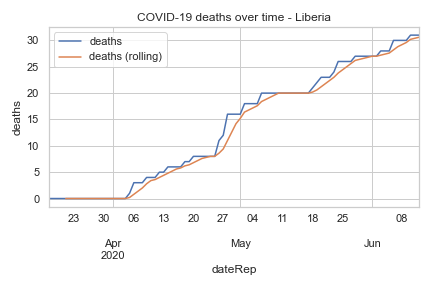 COVID-19 deaths over time - Liberia
deaths
deaths (rolling)
30
25
20
15
10
5
0
deaths
23 30 06 13 20 27 04 11 18 25 08
Apr May Jun
2020
dateRep